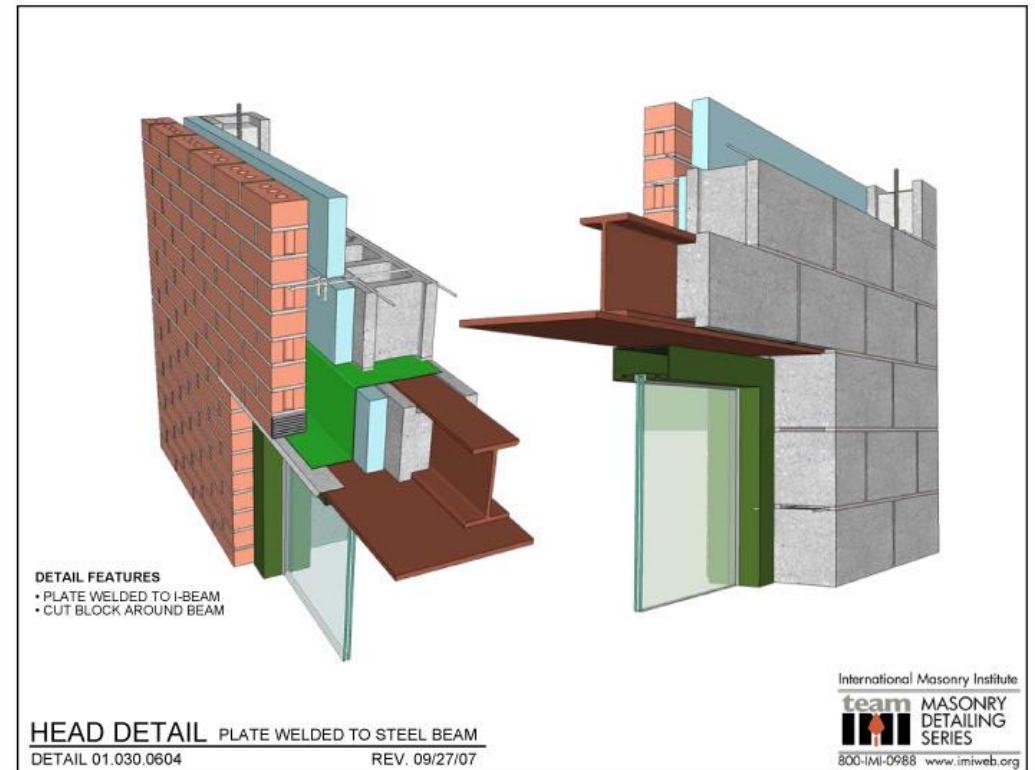 DETAIL FEATURES
• PLATE WELDED TO I-BEAM
• CUT BLOCK AROUND BEAM
HEAD DETAIL PLATE WELDED TO STEEL BEAM
DETAIL 01.030.0604 REV. 09/27/07
International Masonry Institute
team MASONRY
DETAILING
SERIES
800-IMI-0988 www.imiweb.org